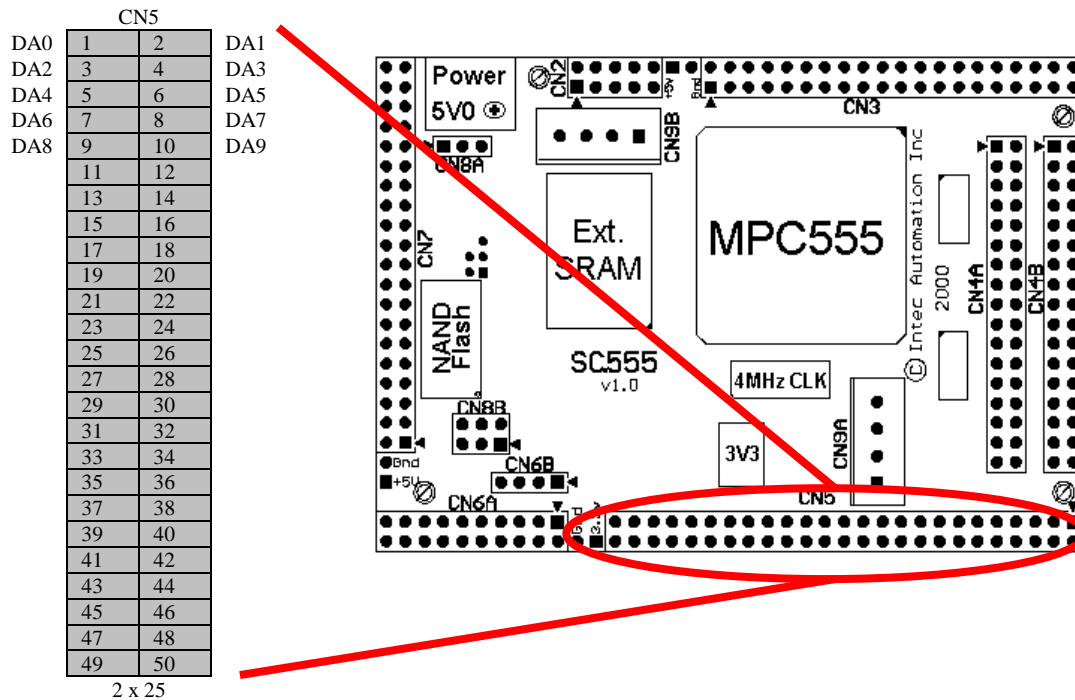 CN5
DA0 1 2 DA1
DA2 3 4 DA3
DA4 5 6 DA5
DA6 7 8 DA7
DA8 9 10 DA9
11 12
13 14
15 16
17 18
19 20
21 22
23 24
25 26
27 28
29 30
31 32
33 34
35 36
37 38
39 40
41 42
43 44
45 46
47 48
49 50
2 x 25
Power
5V0
CN2
+5V
Gnd
CN3
CN9B
CN8A
CN7
Ext.
SRAM
MPC555
© Intec Automation Inc
2000
CN4A
CN4B
NAND
Flash
SC555
v1.0
4MHz CLK
CN8B
3V3
CN9A
Gnd
+5V
CN6B
CN6A
CN5
Gnd